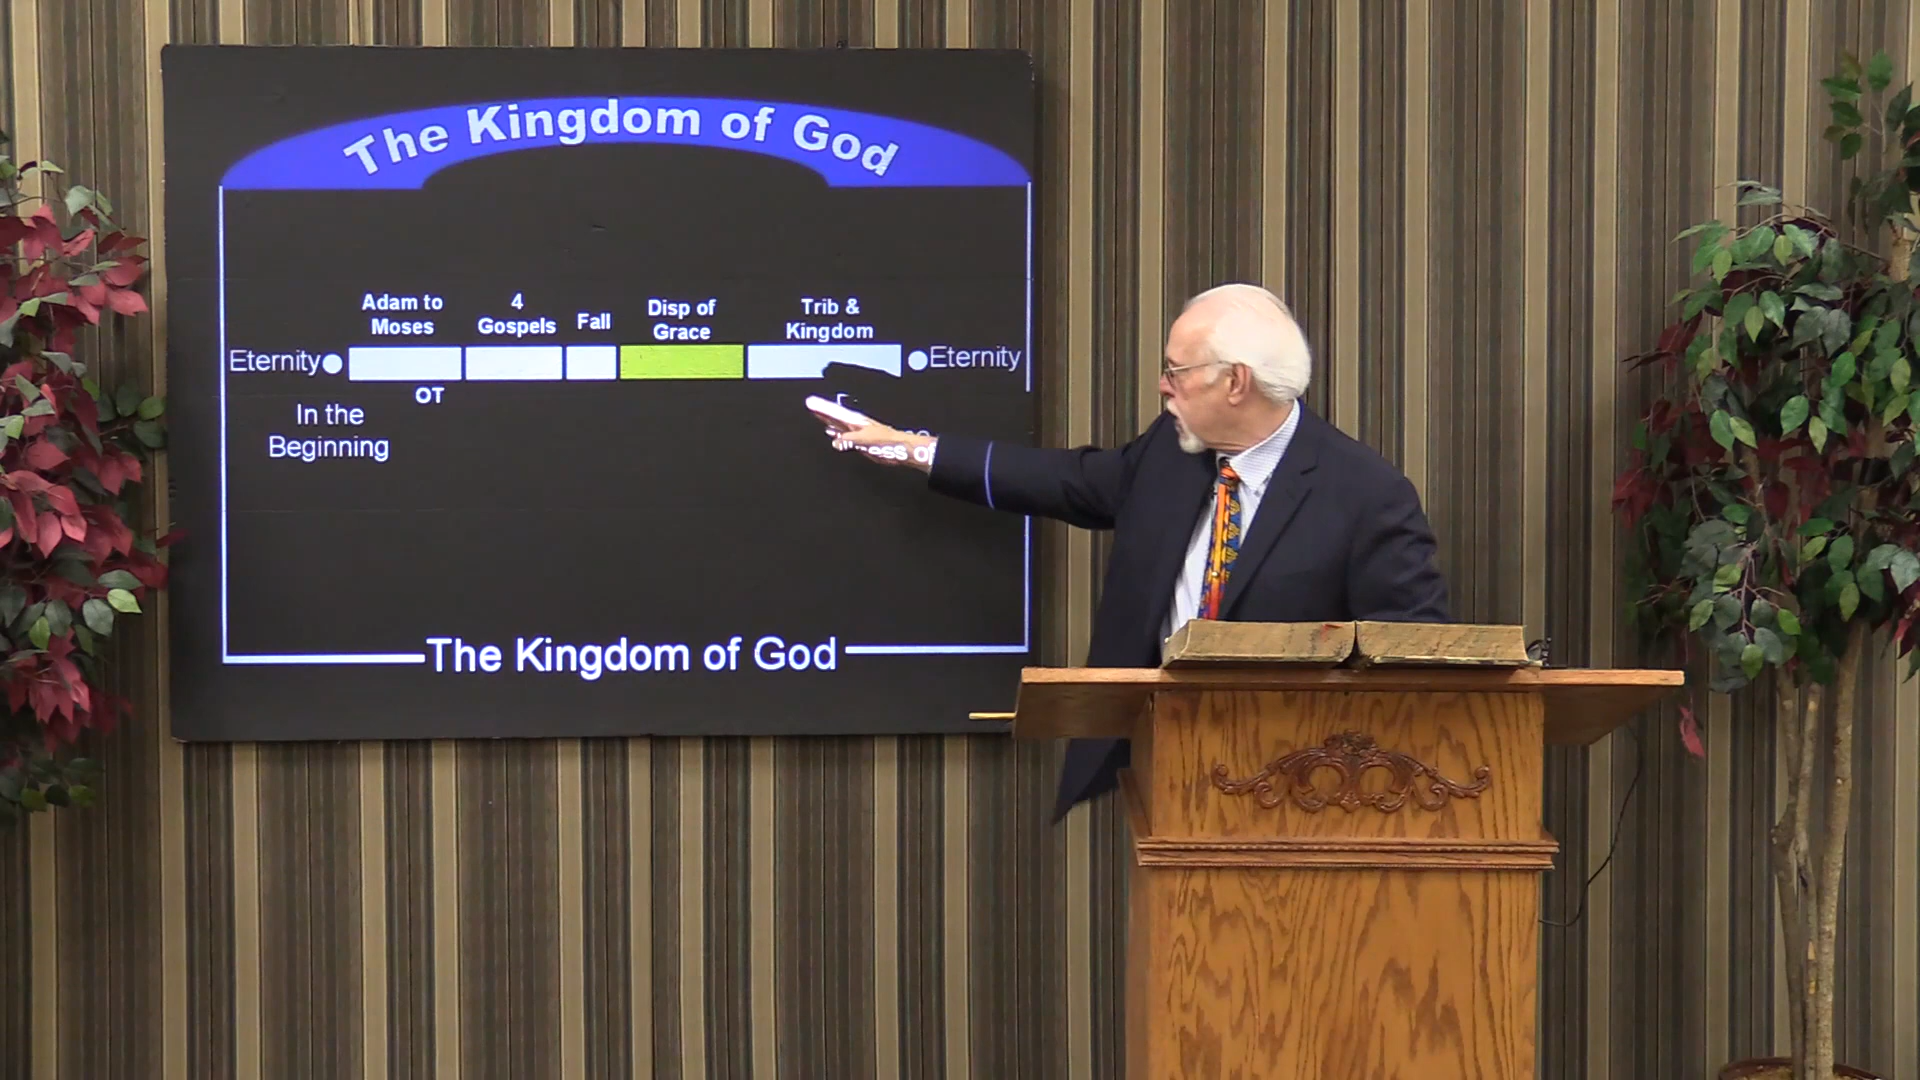 The Kingdom of God
Adam to
Moses
4
Gospels
Fall
Disp of
Grace
Trib &
Kingdom
Eternity
Eternity
OT
In the
Beginning
of
The Kingdom of God